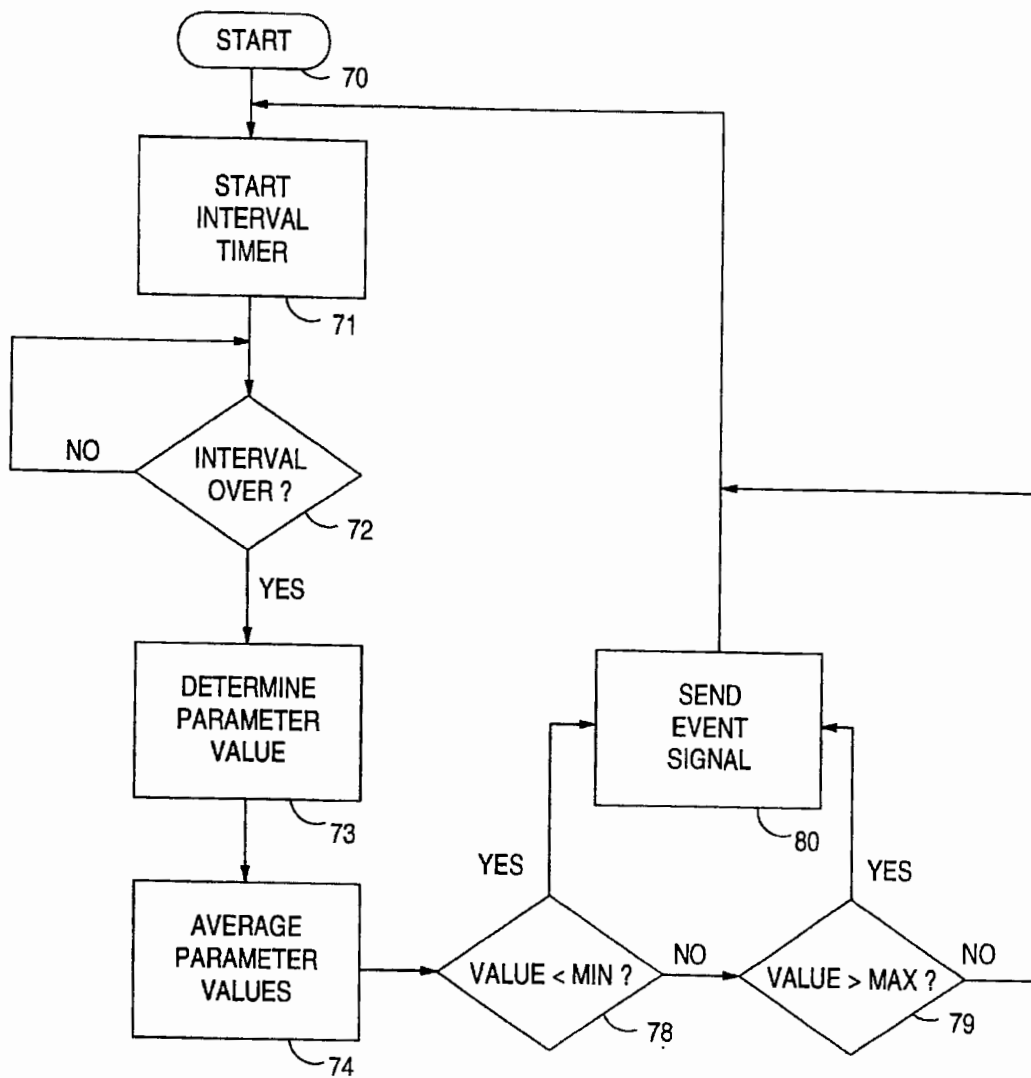 START
70
START
INTERVAL
TIMER
71
NO
INTERVAL
OVER ?
72
YES
DETERMINE
PARAMETER
VALUE
73
SEND
EVENT
SIGNAL
80
YES
YES
AVERAGE
PARAMETER
VALUES
74
VALUE < MIN ?
78
NO
VALUE > MAX ?
79
NO